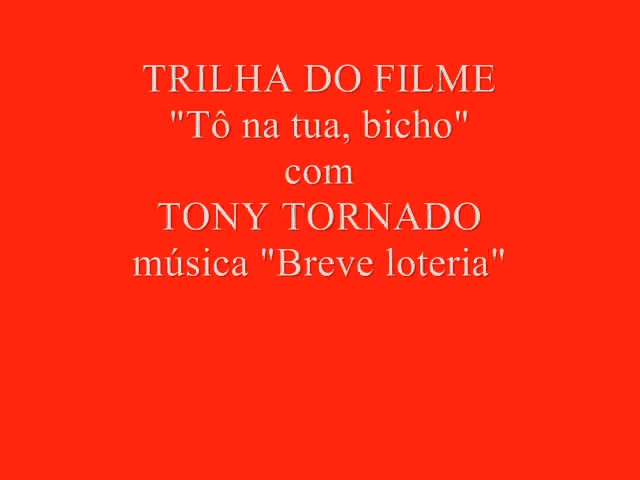 TRILHA DO FILME
"Tô na tua, bicho"
com
TONY TORNADO
música "Breve loteria"